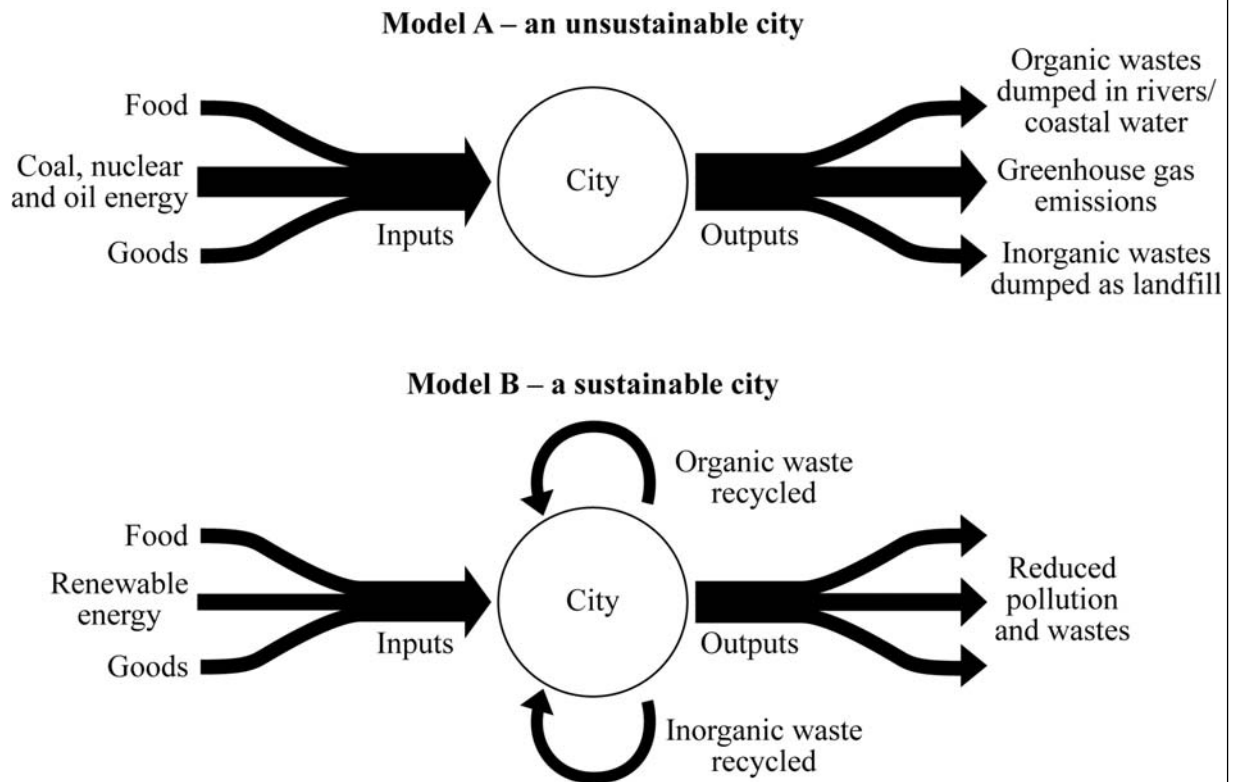 Model A – an unsustainable city
Food
Coal, nuclear
and oil energy
Goods
Inputs
City
Outputs
Organic wastes
dumped in rivers/
coastal water
Greenhouse gas
emissions
Inorganic wastes
dumped as landfill
Model B – a sustainable city
Organic waste
recycled
Food
Renewable
energy
Goods
Inputs
City
Outputs
Reduced
pollution
and wastes
Inorganic waste
recycled